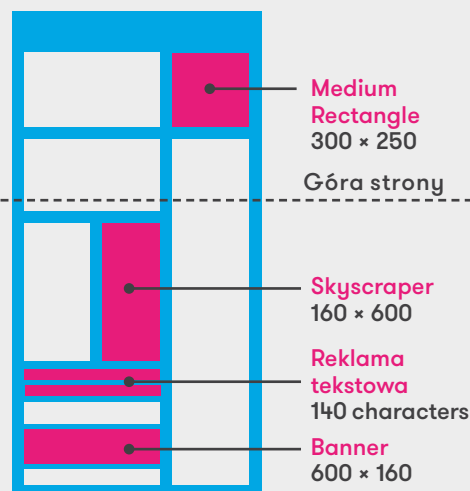 Medium
Rectangle
300 × 250
Góra strony
Skyscraper
160 × 600
Reklama
tekstowa
140 characters
Banner
600 × 160